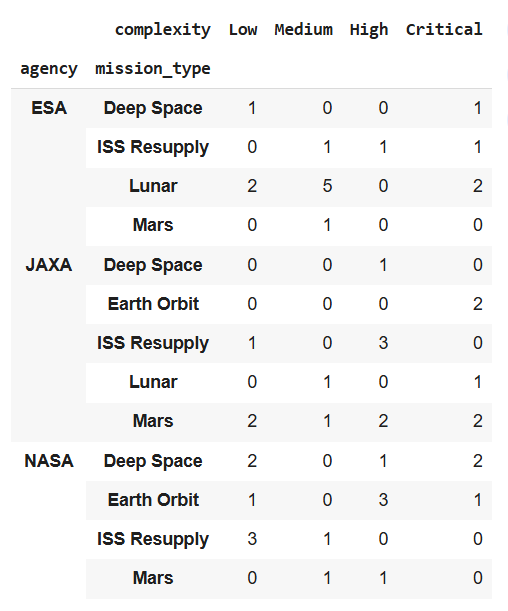 complexity Low Medium High Critical
agency mission_type
ESA Deep Space 1 0 0 1
ISS Resupply 0 1 1 1
Lunar 2 5 0 2
Mars 0 1 0 0
JAXA Deep Space 0 0 1 0
Earth Orbit 0 0 0 2
ISS Resupply 1 0 3 0
Lunar 0 1 0 1
Mars 2 1 2 2
NASA Deep Space 2 0 1 2
Earth Orbit 1 0 3 1
ISS Resupply 3 1 0 0
Mars 0 1 1 0